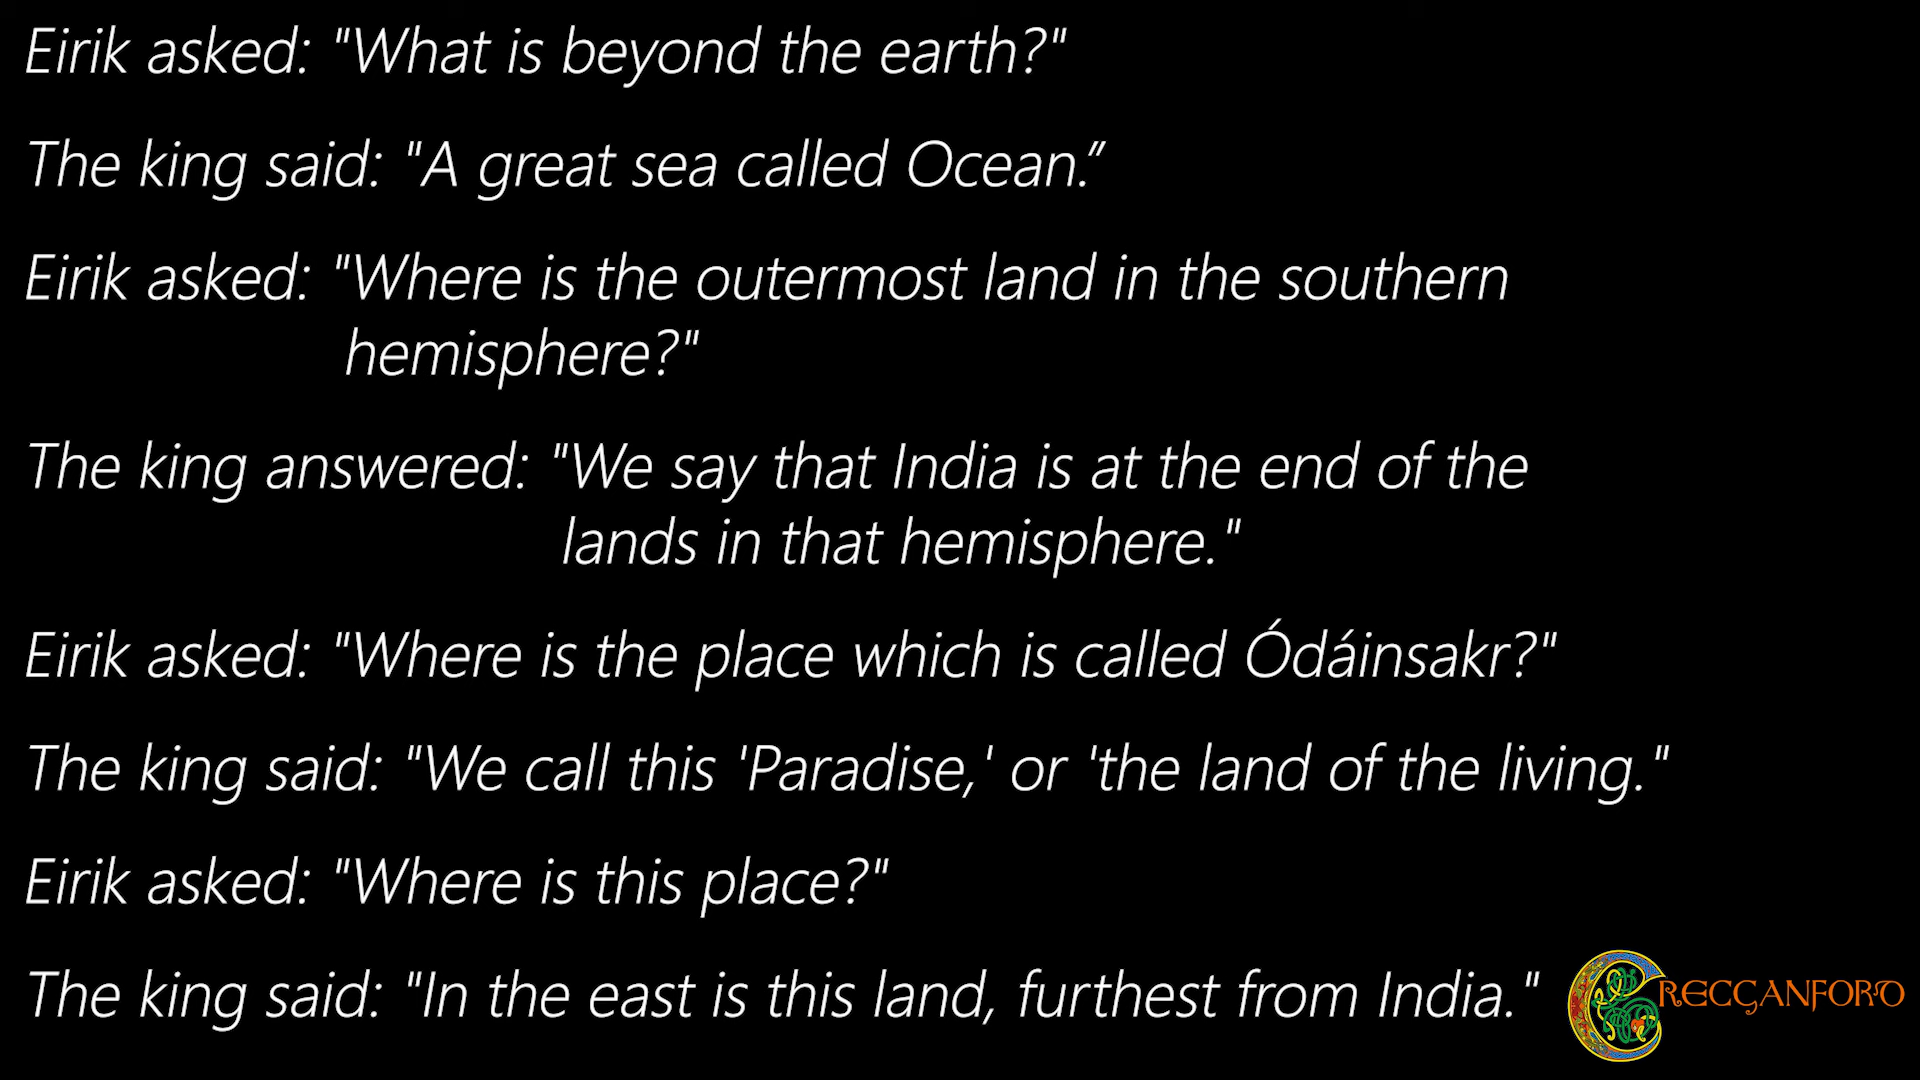 Eirik asked: "What is beyond the earth?"
The king said: "A great sea called Ocean.”
Eirik asked: "Where is the outermost land in the southern
hemisphere?"
The king answered: "We say that India is at the end of the
lands in that hemisphere."
Eirik asked: "Where is the place which is called Ódáinsakr?"
The king said: "We call this 'Paradise,' or 'the land of the living."
Eirik asked: "Where is this place?"
The king said: "In the east is this land, furthest from India."
CRECGANFORD